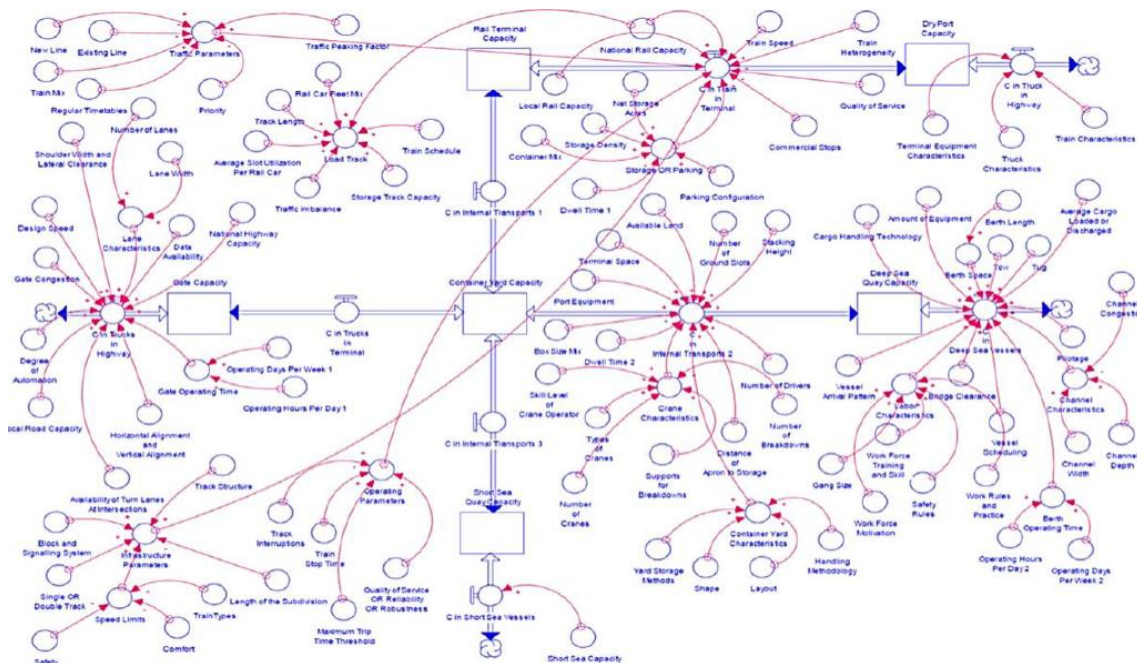 New Line
Existing Line
Traffic Parameters
Traffic Peaking Factor
Train Mix
Regular Timetables
Priority
Rail Terminal
Capacity
National Rail Capacity
Train Speed
Train
Heterogeneity
Dry Port
Capacity
C in Train
in
Terminal
C in Truck
in
Highway
Local Rail Capacity
Quality of Service
Train Characteristics
Terminal Equipment
Characteristics
Truck
Characteristics
Commercial Stops
Number of Lanes
Shoulder Width and
Lateral Clearance
Lane Width
Rail Car Fleet Mix
Track Length
Load Track
Train Schedule
Average Slot Utilization
Per Rail Car
Storage Track Capacity
Traffic Imbalance
Net Storage
Acres
Storage Density
Container Mix
Storage OR Parking
Parking Configuration
Dwell Time 1
C in Internal Transports 1
Design Speed
Lane
Characteristics
Data
Availability
National Highway
Capacity
Gate Congestion
Gate Capacity
C in Trucks
in
Highway
C in Trucks
in
Terminal
Container Yard Capacity
Degree
of
Automation
Gate Operating Time
Operating Days Per Week 1
Operating Hours Per Day 1
Local Road Capacity
Horizontal Alignment
and
Vertical Alignment
Availability of Turn Lanes
At Intersections
Available Land
Terminal Space
Number
of
Ground Slots
Stacking
Height
Port Equipment
Box Size Mix
Dwell Time 2
C in
Internal Transports 2
Skill Level
of
Crane Operator
Crane
Characteristics
Number of Drivers
Number
of
Breakdowns
Types
of
Cranes
Number
of
Cranes
Supports
for
Breakdowns
Distance
of
Apron to Storage
Container Yard
Characteristics
Yard Storage
Methods
Shape
Layout
Handling
Methodology
Cargo Handling Technology
Amount of Equipment
Berth Length
Average Cargo
Loaded or
Discharged
Berth Space
Tow
Tug
Deep Sea
Quay Capacity
C
in
Deep Sea Vessels
Channel
Congestion
Pilotage
Channel
Characteristics
Channel
Width
Channel
Depth
Vessel
Arrival Pattern
Labor
Characteristics
Bridge Clearance
Vessel
Scheduling
Gang Size
Work Force
Training
and Skill
Work Force
Motivation
Safety
Rules
Work Rules
and
Practice
Berth
Operating Time
Operating Hours
Per Day 2
Operating Days
Per Week 2
C in Internal Transports 3
Short Sea
Quay Capacity
C in Short Sea Vessels
Short Sea Capacity
Track Structure
Block and
Signalling System
Infrastructure
Parameters
Single OR
Double Track
Length of the Subdivision
Speed Limits
Train Types
Safety
Comfort
Operating
Parameters
Track
Interruptions
Train
Stop Time
Quality of Service
OR Reliability
OR Robustness
Maximum Trip
Time Threshold